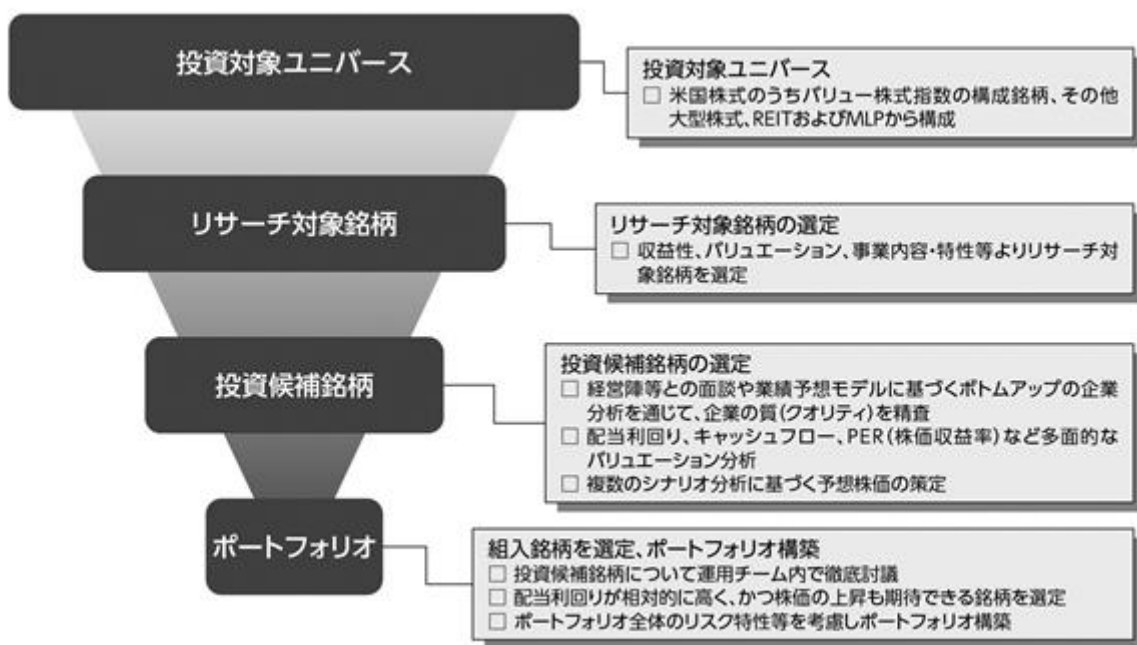 投資対象ユニバース
投資対象ユニバース
□ 米国株式のうちバリュー株式指数の構成銘柄、その他
大型株式、REITおよびMLPから構成
リサーチ対象銘柄
リサーチ対象銘柄の選定
□ 収益性、バリュエーション、事業内容・特性等よりリサーチ対
象銘柄を選定
投資候補銘柄
投資候補銘柄の選定
□ 経営陣等との面談や業績予想モデルに基づくボトムアップの企業
分析を通じて、企業の質(クオリティ)を精査
□ 配当利回り、キャッシュフロー、PER(株価収益率)など多面的な
バリュエーション分析
□ 複数のシナリオ分析に基づく予想株価の策定
ポートフォリオ
組入銘柄を選定、ポートフォリオ構築
□ 投資候補銘柄について運用チーム内で徹底討議
□ 配当利回りが相対的に高く、かつ株価の上昇も期待できる銘柄を選定
□ ポートフォリオ全体のリスク特性等を考慮しポートフォリオ構築